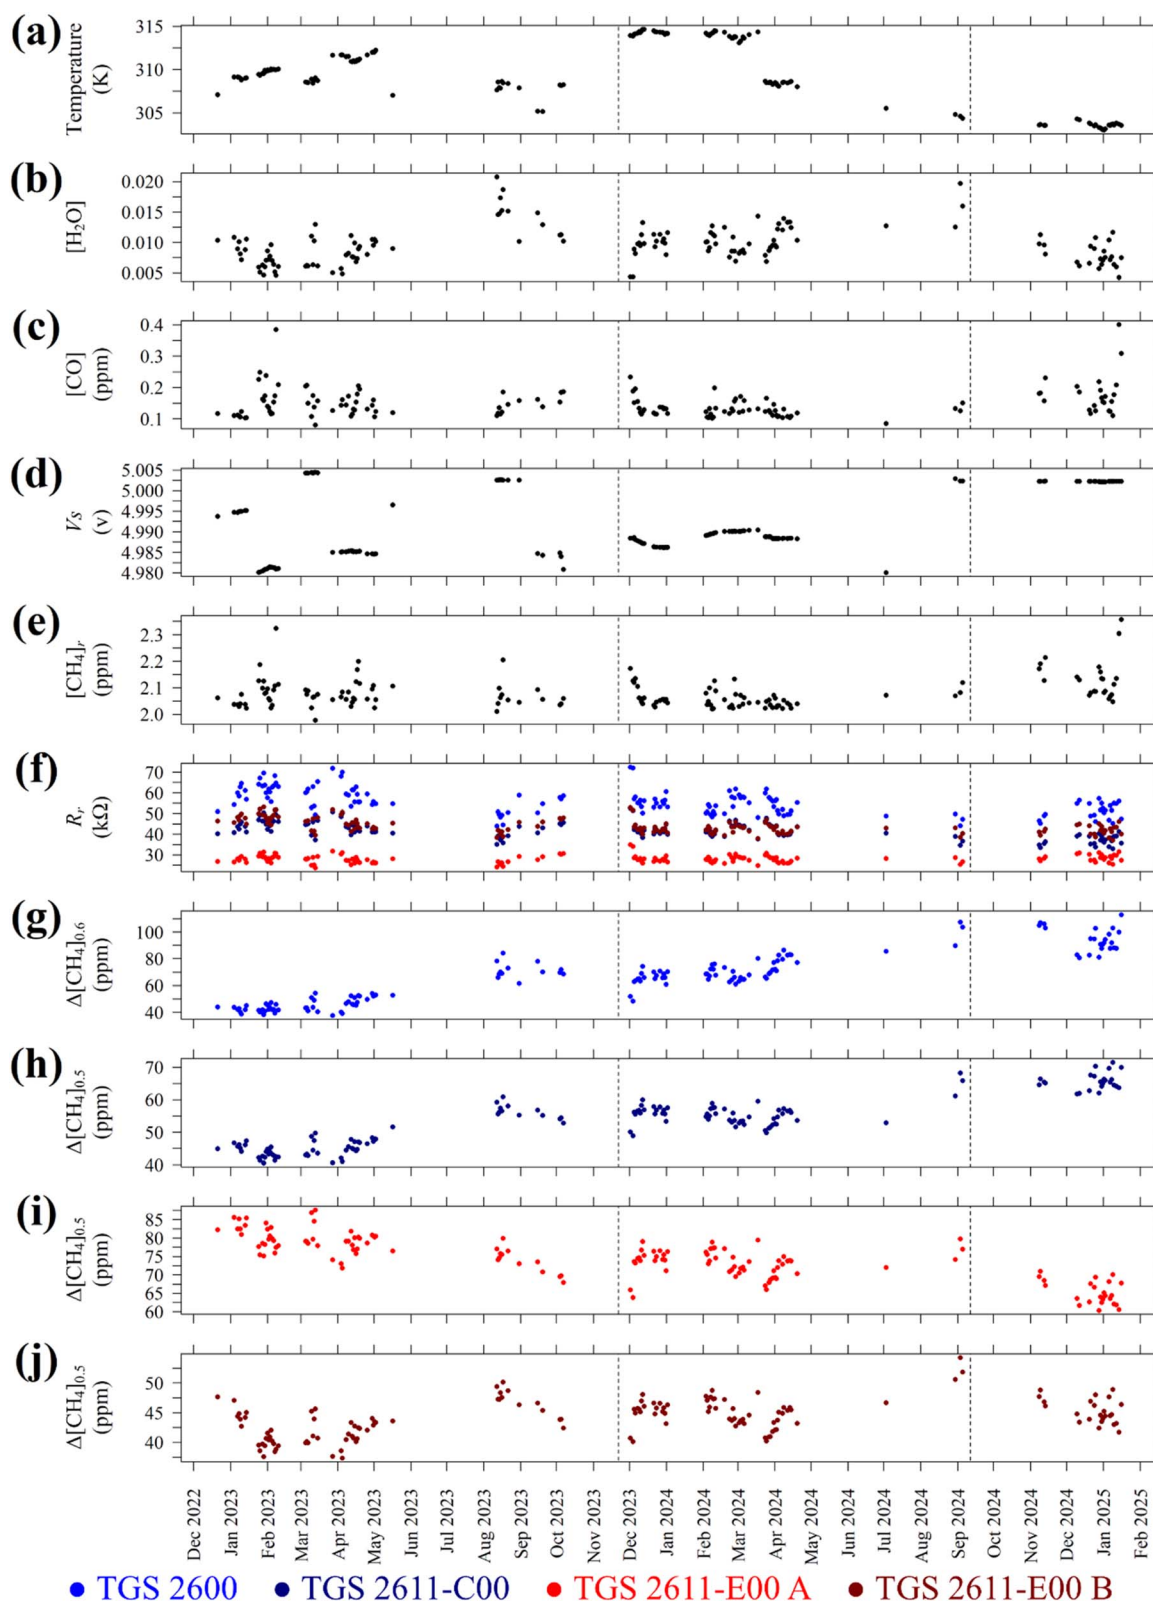 (a)
Temperature
(K)
315
310
305
(b)
[H₂O]
0.020
0.015
0.010
0.005
(c)
[CO]
(ppm)
0.4
0.3
0.2
0.1
(d)
Vs
(v)
5.005
5.000
4.995
4.990
4.985
4.980
(e)
[CH₄]r
(ppm)
2.3
2.2
2.1
2.0
(f)
Rr
(kΩ)
70
60
50
40
30
(g)
Δ[CH₄]0.6
(ppm)
100
80
60
40
(h)
Δ[CH₄]0.5
(ppm)
70
60
50
40
(i)
Δ[CH₄]0.5
(ppm)
85
80
75
70
65
60
(j)
Δ[CH₄]0.5
(ppm)
50
45
40
Dec 2022
Jan 2023
Feb 2023
Mar 2023
Apr 2023
May 2023
Jun 2023
Jul 2023
Aug 2023
Sep 2023
Oct 2023
Nov 2023
Dec 2023
Jan 2024
Feb 2024
Mar 2024
Apr 2024
May 2024
Jun 2024
Jul 2024
Aug 2024
Sep 2024
Oct 2024
Nov 2024
Dec 2024
Jan 2025
Feb 2025
TGS 2600 TGS 2611-C00 TGS 2611-E00 A TGS 2611-E00 B